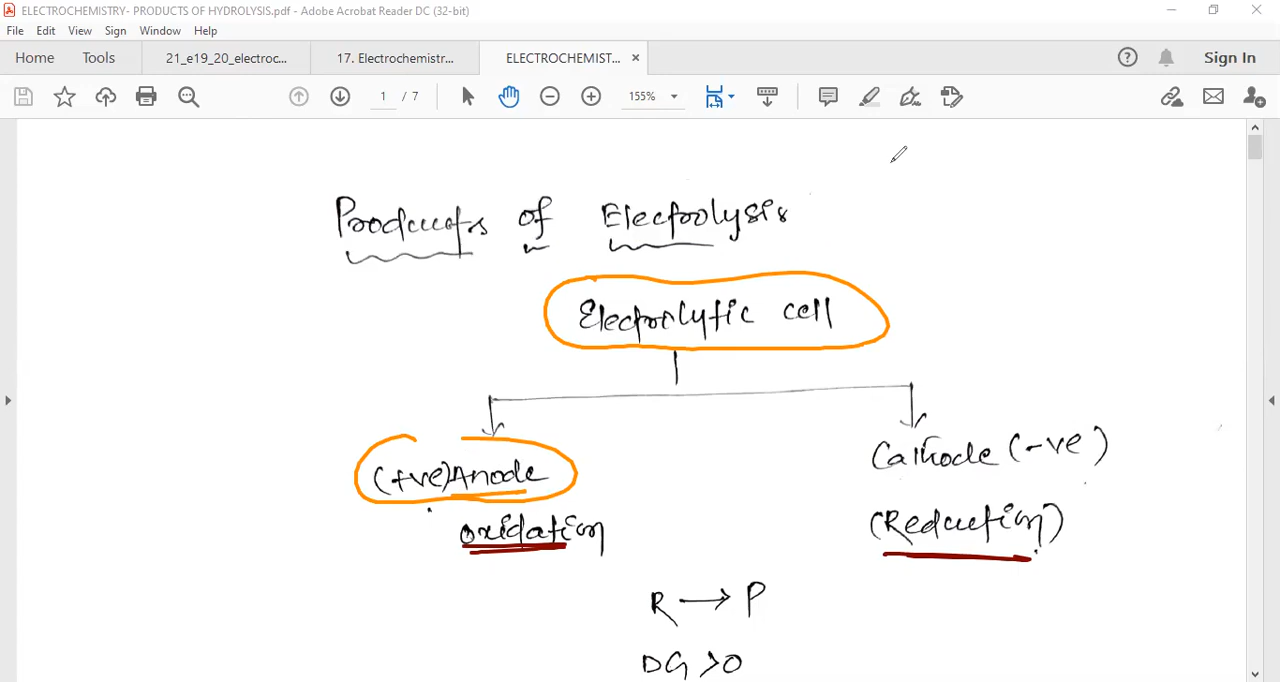 ELECTROCHEMISTRY- PRODUCTS OF HYDROLYSIS.pdf - Adobe Acrobat Reader DC (32-bit)
File Edit View Sign Window Help
Home Tools 21_e19_20_electroc... 17. Electrochemistr... ELECTROCHEMIST... ×
Sign In
1 / 7 155%
Products of Electrolysis
Electrolytic cell
(+ve) Anode
Cathode (-ve)
oxidation
(Reduction)
R → P
DG > O